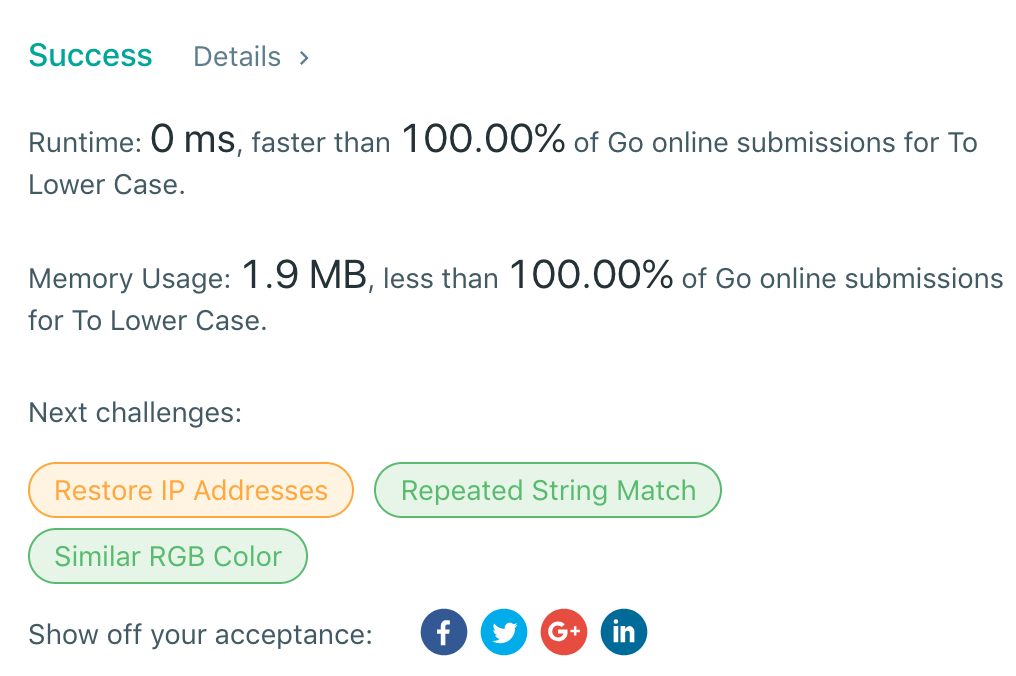 Success Details >
Runtime: 0 ms, faster than 100.00% of Go online submissions for To
Lower Case.
Memory Usage: 1.9 MB, less than 100.00% of Go online submissions
for To Lower Case.
Next challenges:
Restore IP Addresses Repeated String Match
Similar RGB Color
Show off your acceptance: f G+ in